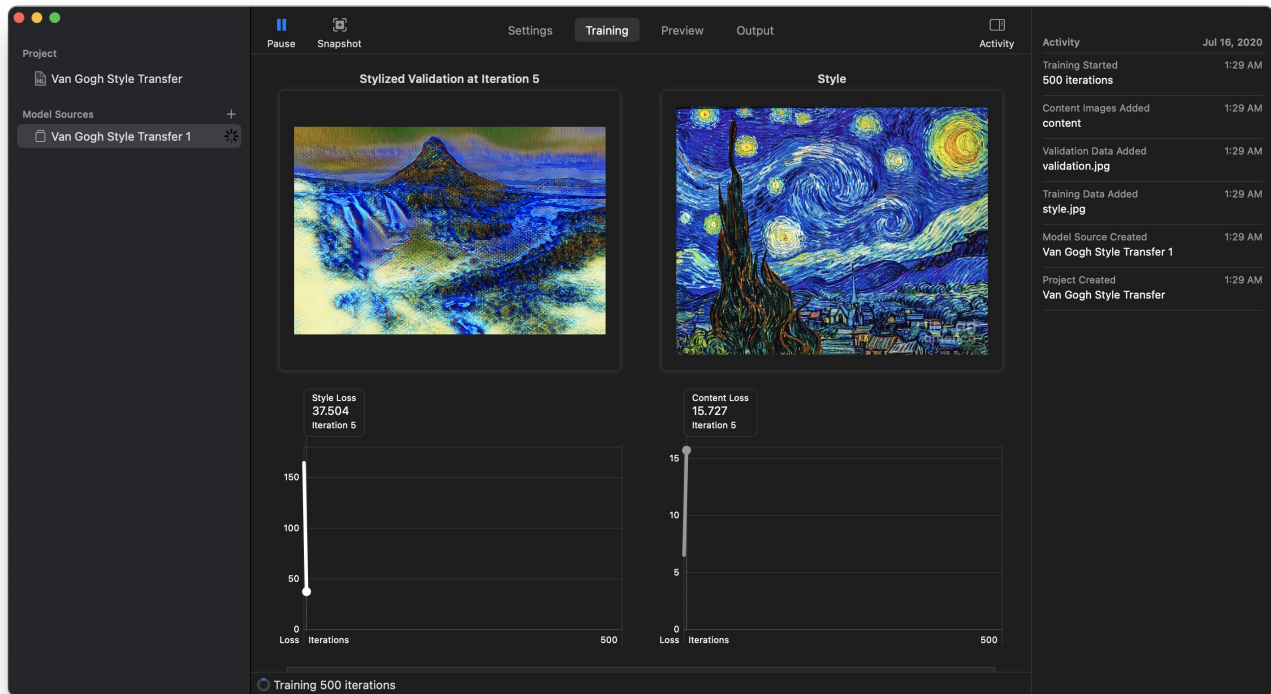 Project
Van Gogh Style Transfer
Model Sources
Van Gogh Style Transfer 1
Pause
Snapshot
Settings
Training
Preview
Output
Activity
Stylized Validation at Iteration 5
Style
Style Loss
37.504
Iteration 5
150
100
50
0
Loss
Iterations
500
Content Loss
15.727
Iteration 5
15
10
5
0
Loss
Iterations
500
Training 500 iterations
Activity Jul 16, 2020
Training Started 1:29 AM
500 iterations
Content Images Added 1:29 AM
content
Validation Data Added 1:29 AM
validation.jpg
Training Data Added 1:29 AM
style.jpg
Model Source Created 1:29 AM
Van Gogh Style Transfer 1
Project Created 1:29 AM
Van Gogh Style Transfer